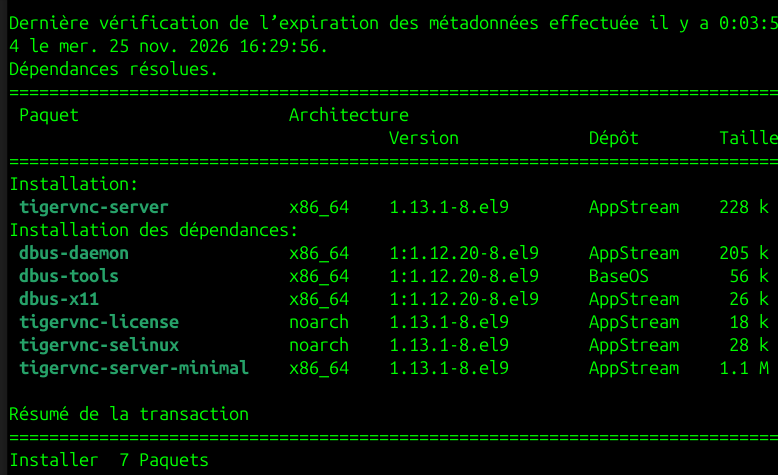 Dernière vérification de l’expiration des métadonnées effectuée il y a 0:03:5
4 le mer. 25 nov. 2026 16:29:56.
Dépendances résolues.
================================================================================
Paquet Architecture
Version Dépôt Taille
================================================================================
Installation:
tigervnc-server x86_64 1.13.1-8.el9 AppStream 228 k
Installation des dépendances:
dbus-daemon x86_64 1:1.12.20-8.el9 AppStream 205 k
dbus-tools x86_64 1:1.12.20-8.el9 BaseOS 56 k
dbus-x11 x86_64 1:1.12.20-8.el9 AppStream 26 k
tigervnc-license noarch 1.13.1-8.el9 AppStream 18 k
tigervnc-selinux noarch 1.13.1-8.el9 AppStream 28 k
tigervnc-server-minimal x86_64 1.13.1-8.el9 AppStream 1.1 M
Résumé de la transaction
================================================================================
Installer 7 Paquets